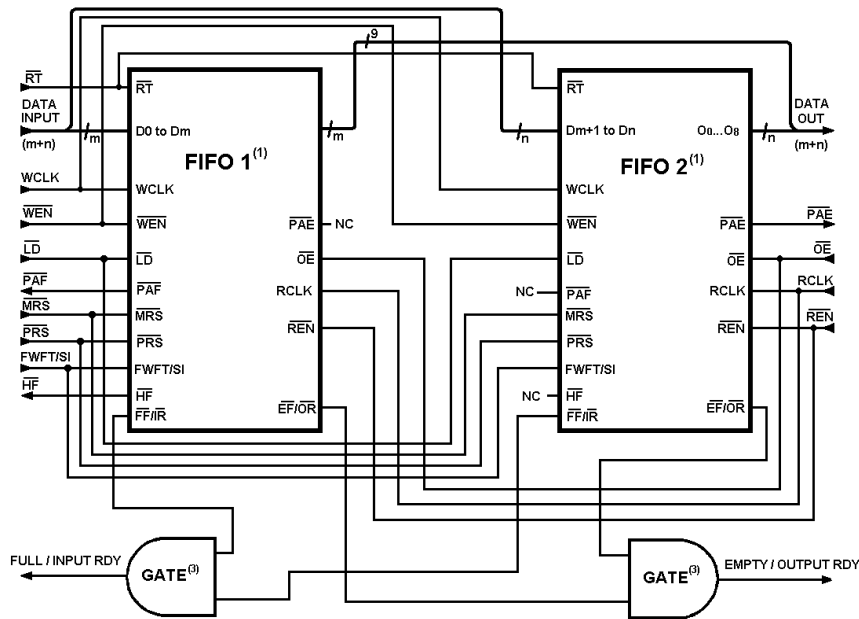 9
RT
RT
RT
DATA
INPUT
(m+n)
m
D0 to Dm
m
n
Dm+1 to Dn
O0...O8
n
DATA
OUT
(m+n)
FIFO 1(1)
FIFO 2(1)
WCLK
WCLK
WCLK
WEN
WEN
PAE
NC
WEN
PAE
PAE
LD
LD
OE
LD
OE
OE
PAF
PAF
RCLK
NC
PAF
RCLK
RCLK
MRS
MRS
MRS
PRS
PRS
REN
PRS
REN
REN
FWFT/SI
FWFT/SI
FWFT/SI
HF
HF
NC
HF
FF/IR
EF/OR
FF/IR
EF/OR
FULL / INPUT RDY
GATE(3)
GATE(3)
EMPTY / OUTPUT RDY